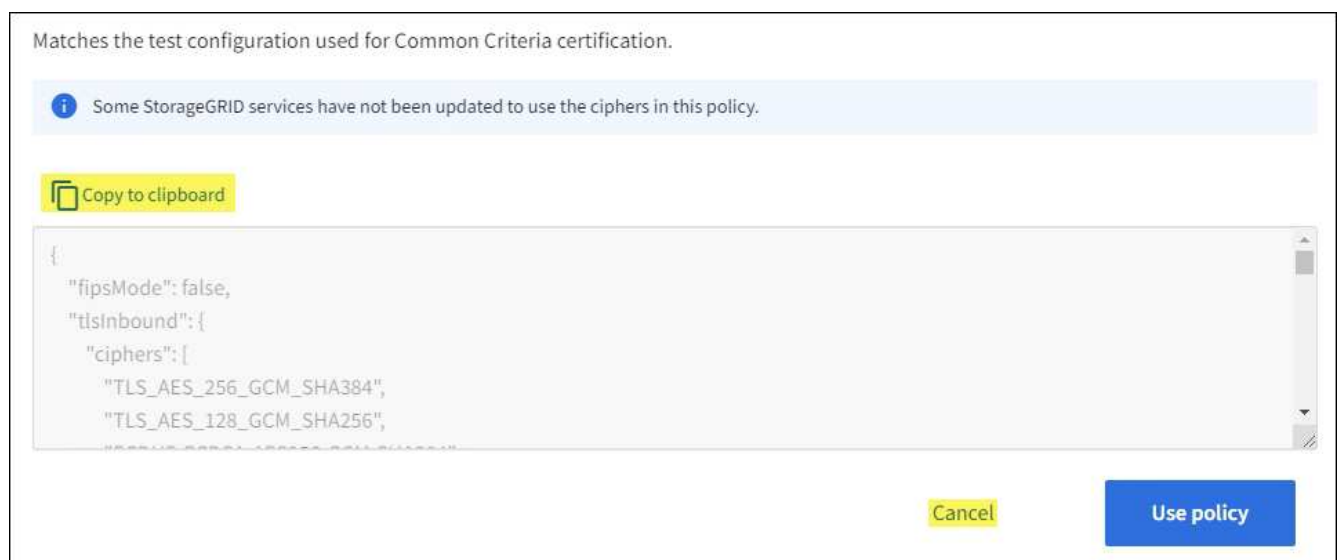 Matches the test configuration used for Common Criteria certification.
Some StorageGRID services have not been updated to use the ciphers in this policy.
Copy to clipboard
{
"fipsMode": false,
"tlsInbound": {
"ciphers": [
"TLS_AES_256_GCM_SHA384",
"TLS_AES_128_GCM_SHA256",
Cancel
Use policy